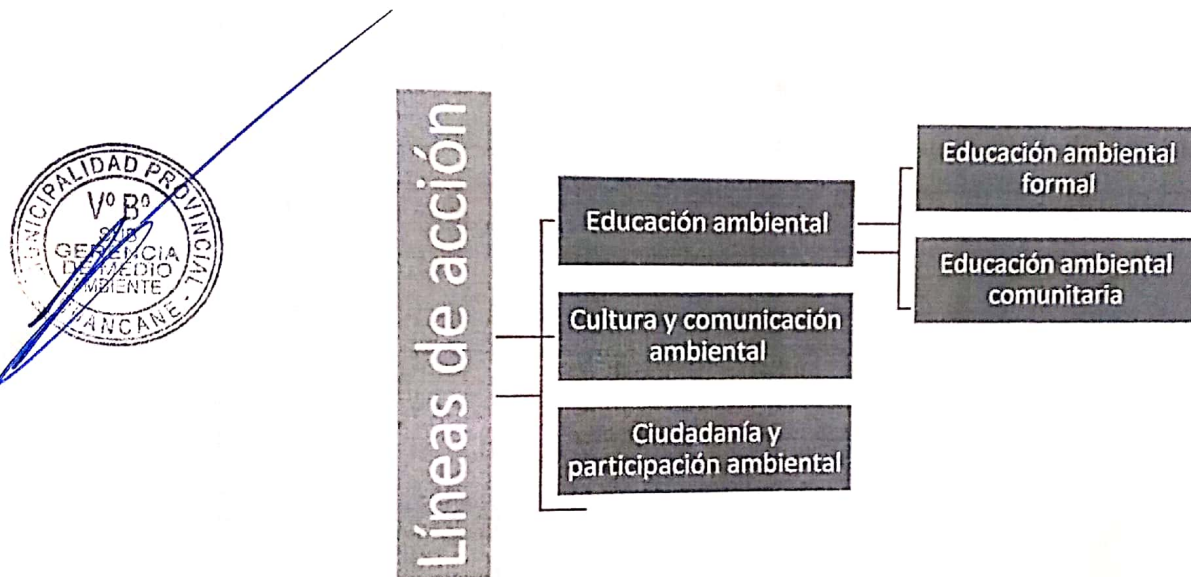 MUNICIPALIDAD PROVINCIAL -
Vº Bº
SUB
GERENCIA
DE MEDIO
AMBIENTE
Líneas de acción
Educación ambiental
Educación ambiental
formal
Educación ambiental
comunitaria
Cultura y comunicación
ambiental
Ciudadanía y
participación ambiental